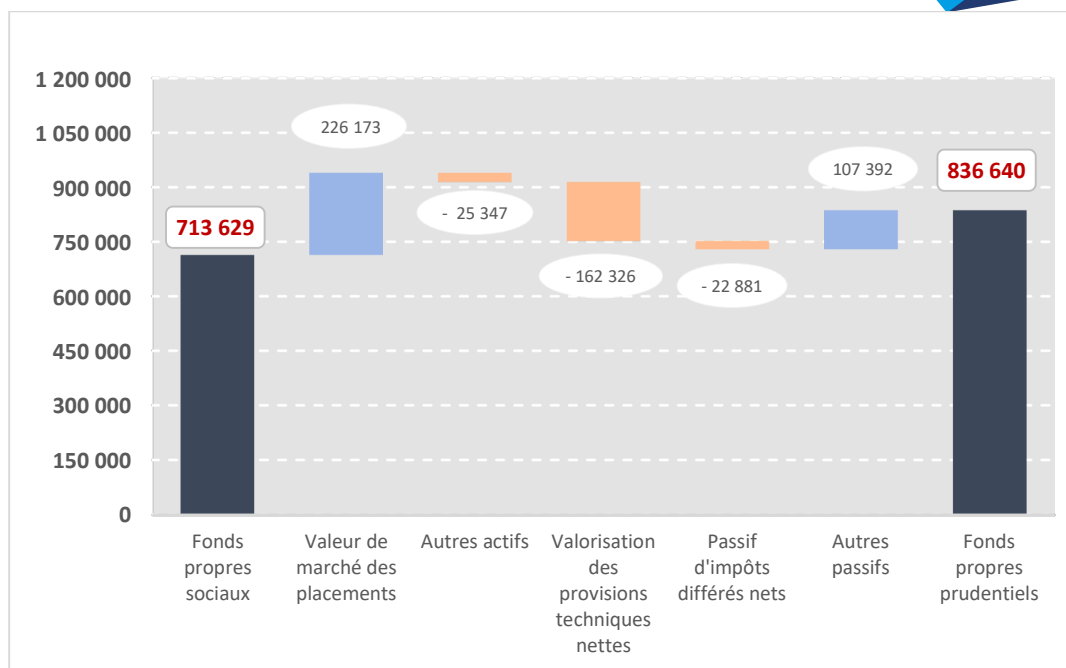 1 200 000
1 050 000
900 000
750 000
600 000
450 000
300 000
150 000
0
713 629
226 173
- 25 347
- 162 326
- 22 881
107 392
836 640
Fonds
propres
sociaux
Valeur de
marché des
placements
Autres actifs
Valorisation
des
provisions
techniques
nettes
Passif
d'impôts
différés nets
Autres
passifs
Fonds
propres
prudentiels